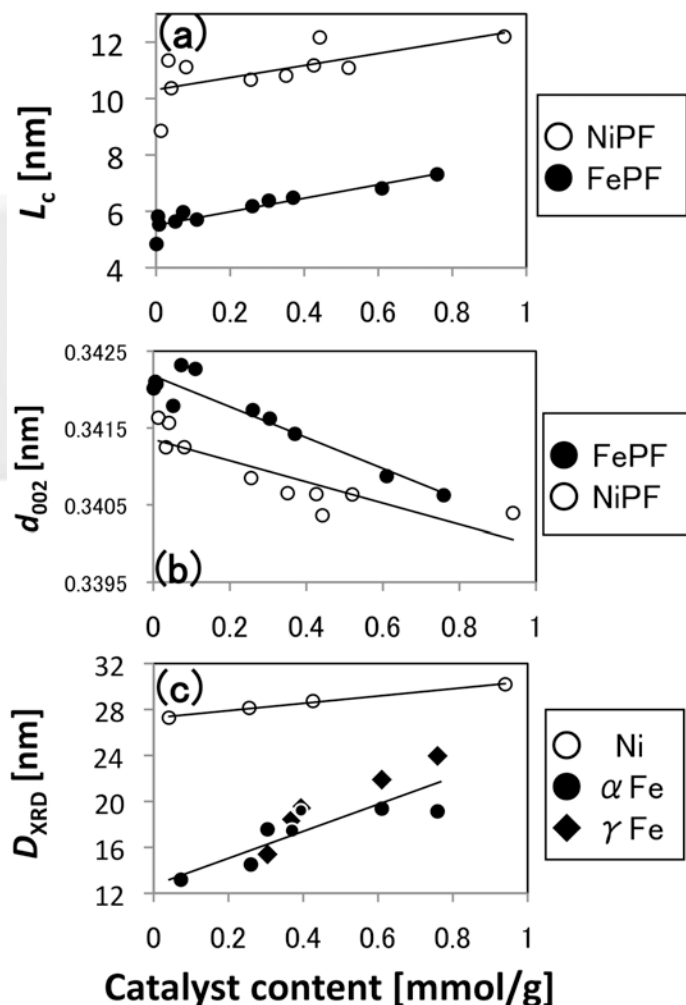 (a)
12
10
8
6
4
L_c [nm]
0 0.2 0.4 0.6 0.8 1
NiPF
FePF
0.3425
0.3415
0.3405
0.3395
d_002 [nm]
(b)
0 0.2 0.4 0.6 0.8 1
FePF
NiPF
(c)
32
28
24
20
16
12
D_XRD [nm]
0 0.2 0.4 0.6 0.8 1
Ni
α Fe
γ Fe
Catalyst content [mmol/g]